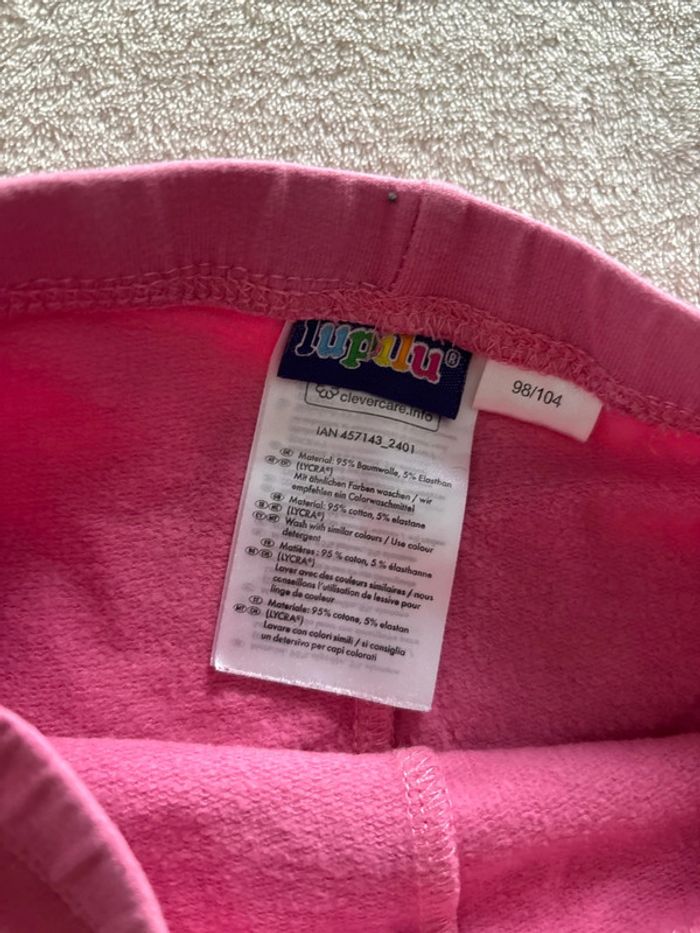 lupilu®
98/104
clevercare.info
IAN 457143_2401
Material: 95% Baumwolle, 5% Elasthan
(LYCRA®)
Mit ähnlichen Farben waschen / wir
empfehlen ein Colorwaschmittel
Material: 95% cotton, 5% elastane
(LYCRA®)
Wash with similar colours / Use colour
detergent
Matières : 95 % coton, 5 % élasthanne
(LYCRA®)
Laver avec des couleurs similaires / nous
conseillons l'utilisation de lessive pour
linge de couleur
Materiale: 95% cotone, 5% elastan
(LYCRA®)
Lavare con colori simili / si consiglia
un detersivo per capi colorati